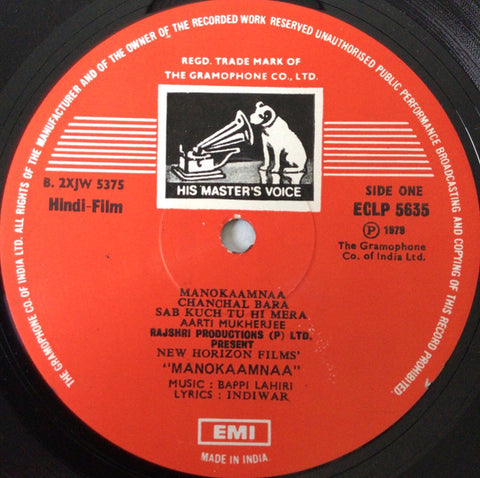 THE GRAMOPHONE CO. OF INDIA LTD. ALL RIGHTS OF THE MANUFACTURER AND OF THE OWNER OF THE RECORDED WORK RESERVED UNAUTHORISED PUBLIC PERFORMANCE BROADCASTING AND COPYING OF THIS RECORD PROHIBITED.
REGD. TRADE MARK OF
THE GRAMOPHONE CO., LTD.
HIS MASTER'S VOICE
B. 2XJW 5375
Hindi-Film
SIDE ONE
ECLP 5635
Ⓟ 1979
The Gramophone
Co. of India Ltd.
MANOKAAMNAA
CHANCHAL BARA
SAB KUCH TU HI MERA
AARTI MUKHERJEE
RAJSHRI PRODUCTIONS (P) LTD.
PRESENT
NEW HORIZON FILMS'
"MANOKAAMNAA"
MUSIC : BAPPI LAHIRI
LYRICS : INDIWAR
EMI
MADE IN INDIA.